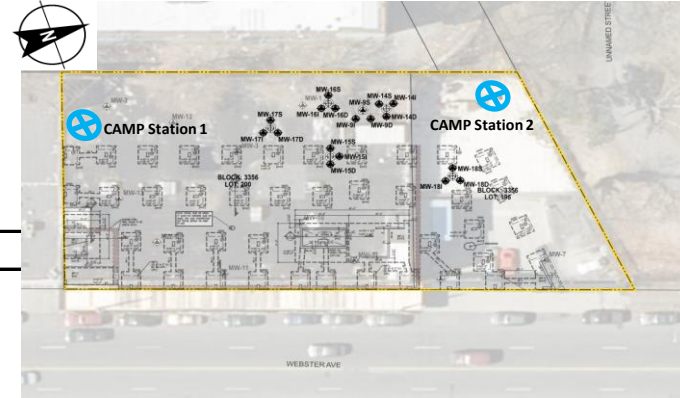 UNNAMED STREET
MW-16S
MW-14S
MW-14I
MW-9S
MW-16I
MW-16D
MW-17S
MW-9I
MW-9D
MW-14D
CAMP Station 1
CAMP Station 2
MW-12
MW-17I
MW-17D
MW-15S
MW-15I
MW-15D
MW-18S
MW-18I
MW-18D
BLOCK: 3356
LOT: 200
BLOCK: 3356
LOT: 196
MW-7
MW-11
WEBSTER AVE